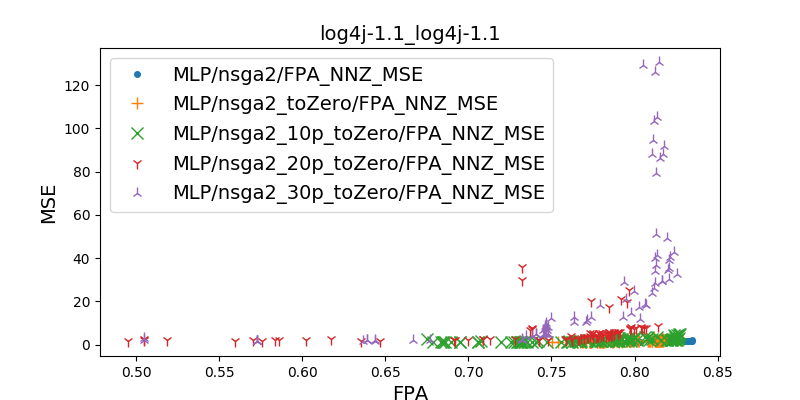 log4j-1.1_log4j-1.1
MLP/nsga2/FPA_NNZ_MSE
MLP/nsga2_toZero/FPA_NNZ_MSE
MLP/nsga2_10p_toZero/FPA_NNZ_MSE
MLP/nsga2_20p_toZero/FPA_NNZ_MSE
MLP/nsga2_30p_toZero/FPA_NNZ_MSE
MSE
120
100
80
60
40
20
0
0.50 0.55 0.60 0.65 0.70 0.75 0.80 0.85
FPA